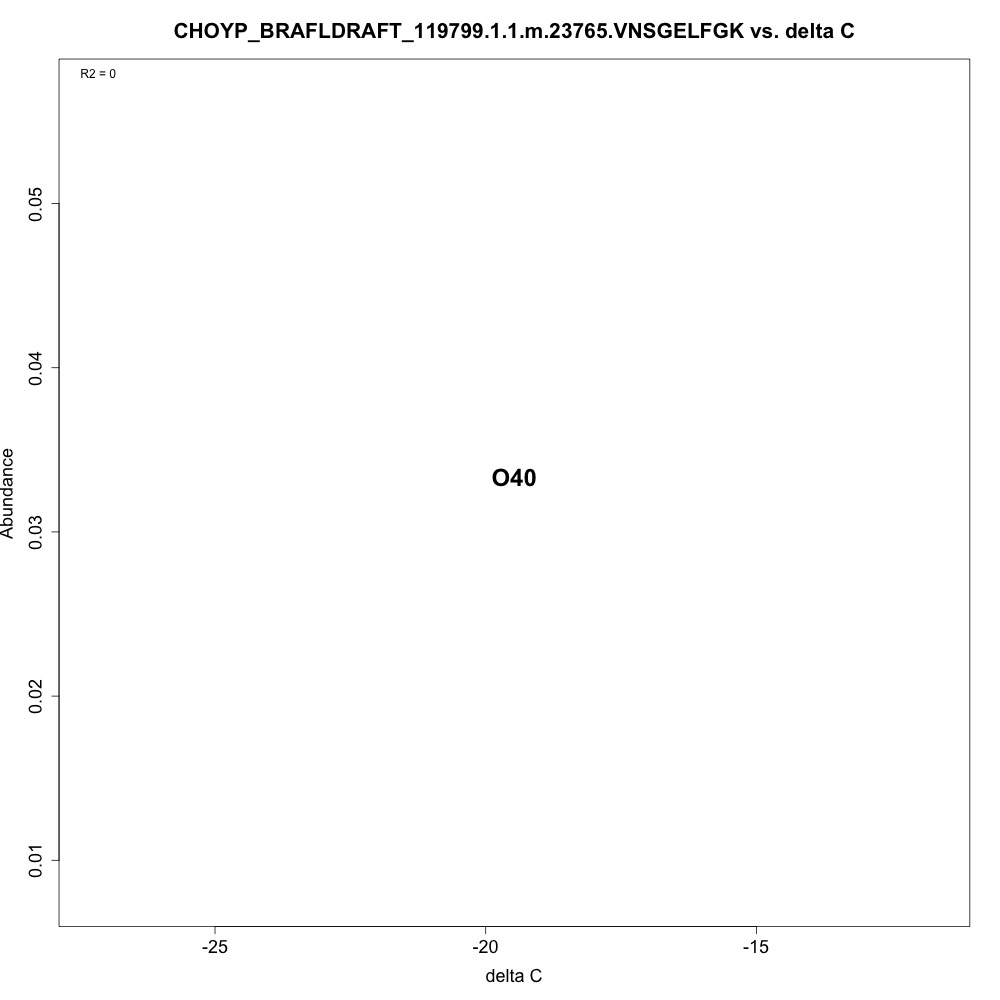 CHOYP_BRAFLDRAFT_119799.1.1.m.23765.VNSGELFGK vs. delta C
R2 = 0
0.05
0.04
0.03
0.02
0.01
Abundance
O40
-25
-20
-15
delta C